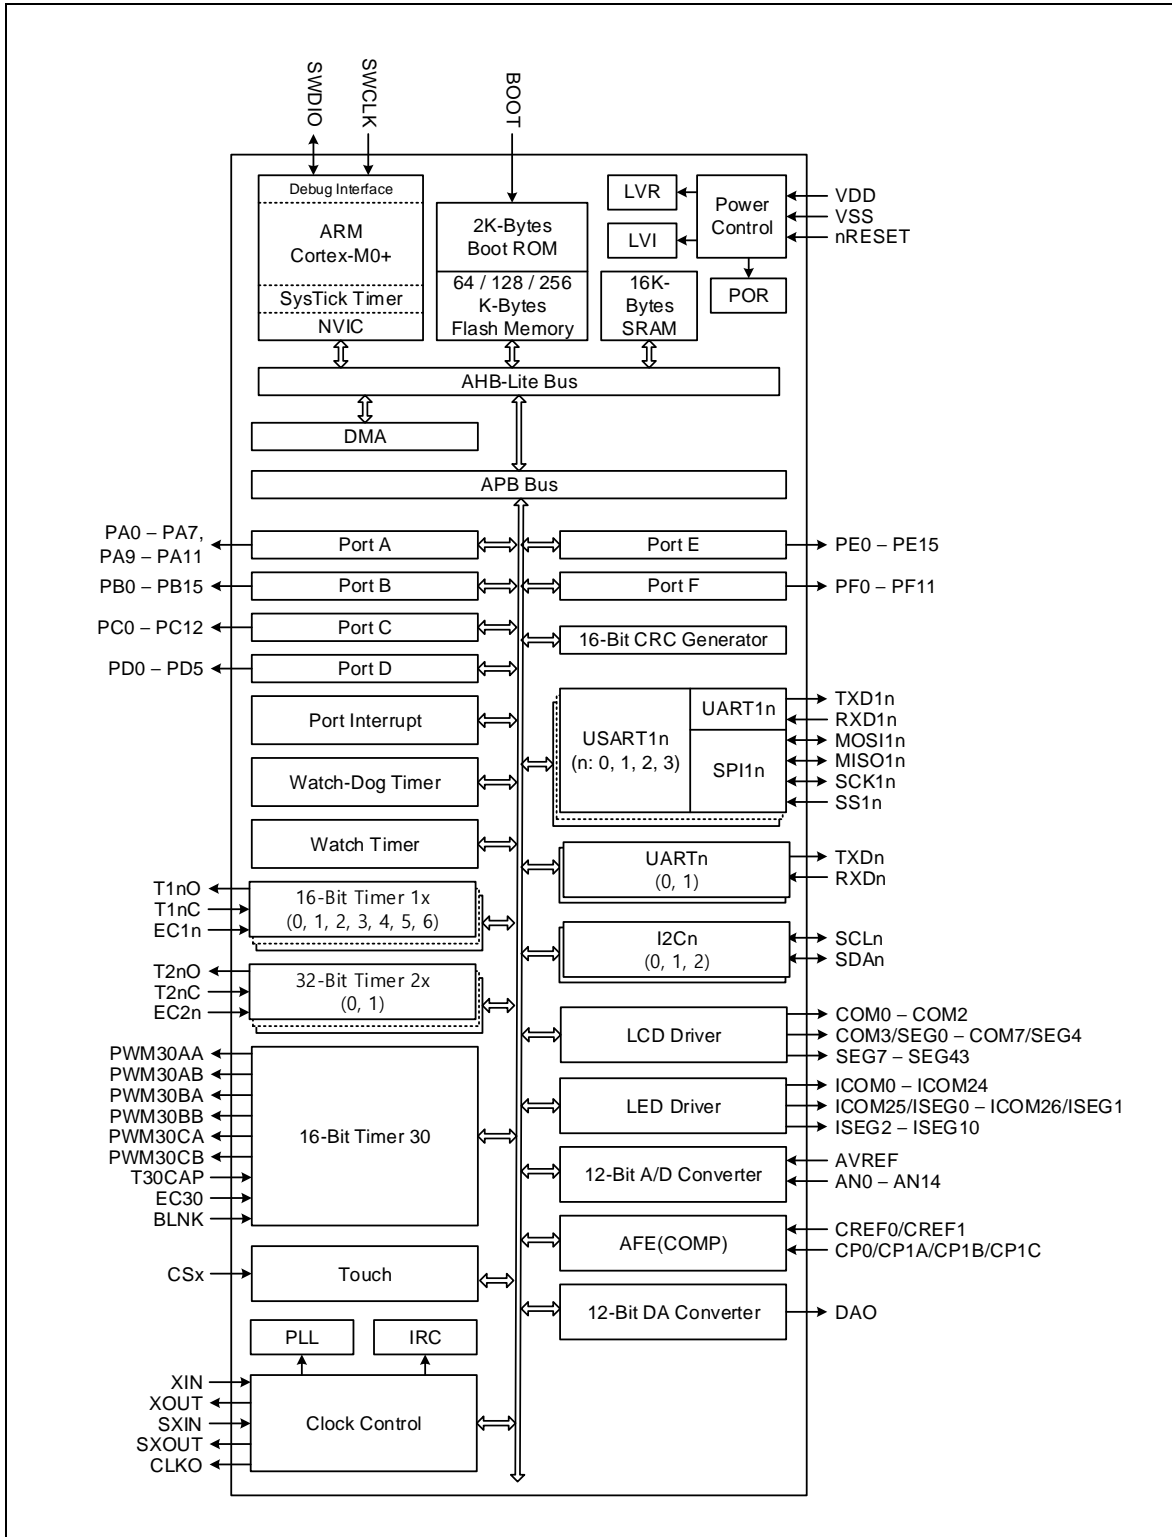 SWDIO
SWCLK
BOOT
Debug Interface
ARM
Cortex-M0+
SysTick Timer
NVIC
2K-Bytes
Boot ROM
64 / 128 / 256
K-Bytes
Flash Memory
16K-
Bytes
SRAM
LVR
LVI
Power
Control
POR
VDD
VSS
nRESET
AHB-Lite Bus
DMA
APB Bus
PA0 – PA7,
PA9 – PA11
Port A
PB0 – PB15
Port B
PC0 – PC12
Port C
PD0 – PD5
Port D
Port Interrupt
Watch-Dog Timer
Watch Timer
T1nO
T1nC
EC1n
16-Bit Timer 1x
(0, 1, 2, 3, 4, 5, 6)
T2nO
T2nC
EC2n
32-Bit Timer 2x
(0, 1)
PWM30AA
PWM30AB
PWM30BA
PWM30BB
PWM30CA
PWM30CB
T30CAP
EC30
BLNK
16-Bit Timer 30
CSx
Touch
PLL
IRC
XIN
XOUT
SXIN
SXOUT
CLKO
Clock Control
Port E
PE0 – PE15
Port F
PF0 – PF11
16-Bit CRC Generator
USART1n
(n: 0, 1, 2, 3)
UART1n
SPI1n
TXD1n
RXD1n
MOSI1n
MISO1n
SCK1n
SS1n
UARTn
(0, 1)
TXDn
RXDn
I2Cn
(0, 1, 2)
SCLn
SDAn
LCD Driver
COM0 – COM2
COM3/SEG0 – COM7/SEG4
SEG7 – SEG43
LED Driver
ICOM0 – ICOM24
ICOM25/ISEG0 – ICOM26/ISEG1
ISEG2 – ISEG10
12-Bit A/D Converter
AVREF
AN0 – AN14
AFE(COMP)
CREF0/CREF1
CP0/CP1A/CP1B/CP1C
12-Bit DA Converter
DAO